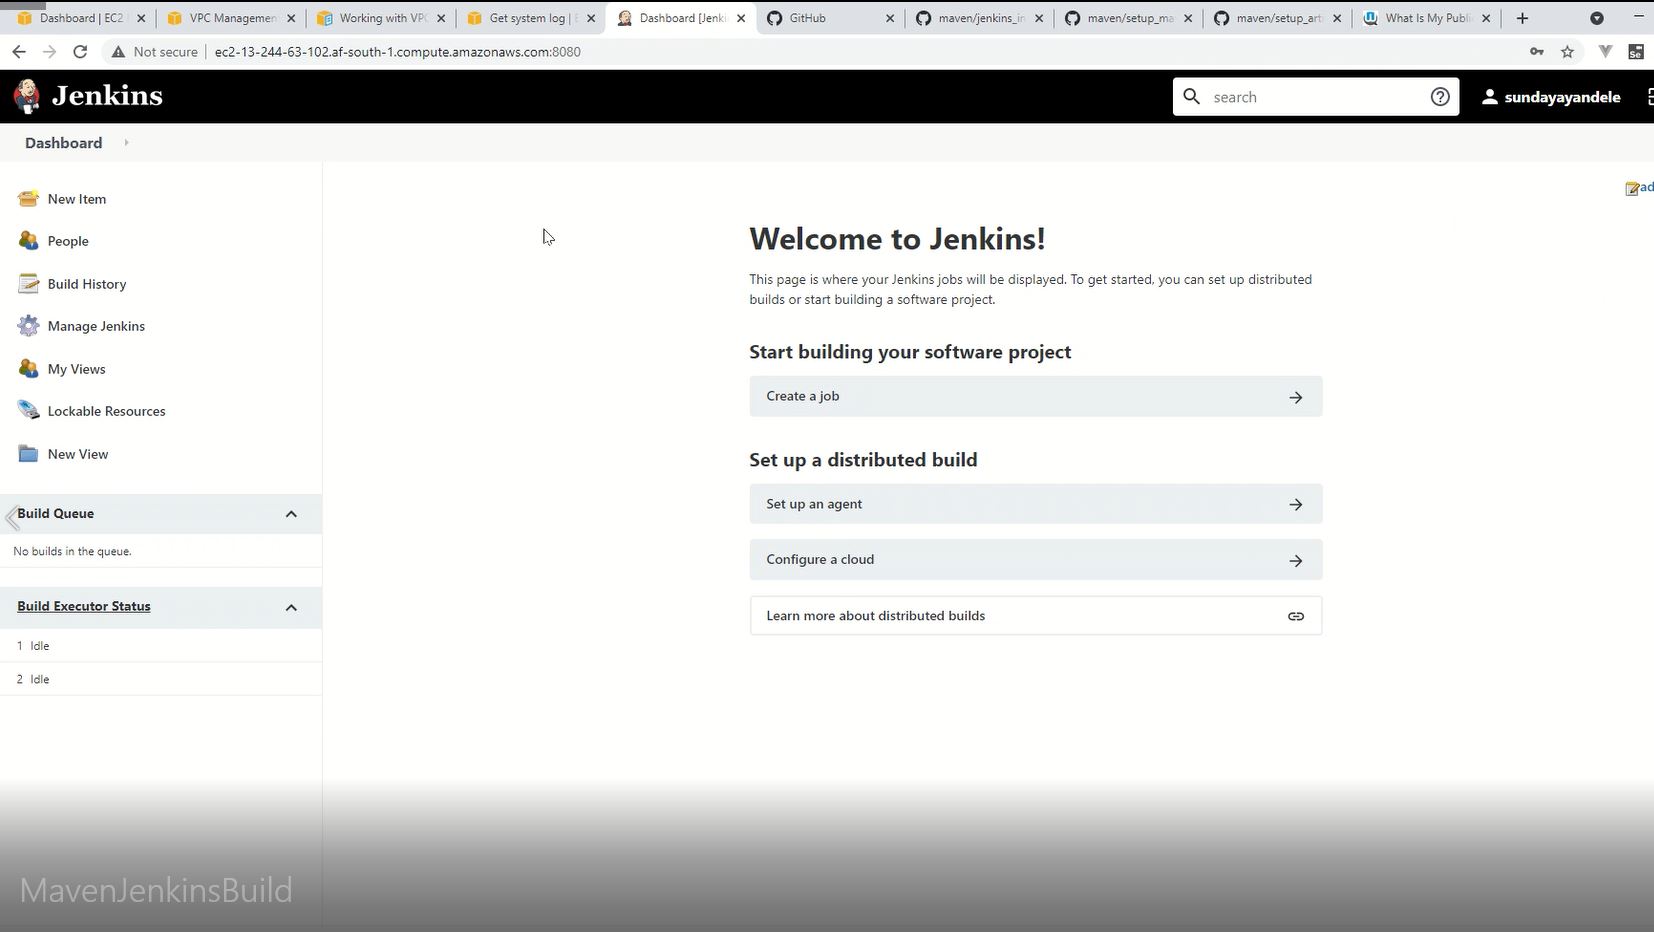 Dashboard | EC2
VPC Managemen
Working with VPC
Get system log | E
Dashboard [Jenki
GitHub
maven/jenkins_in
maven/setup_ma
maven/setup_art
What Is My Publi
Not secure
ec2-13-244-63-102.af-south-1.compute.amazonaws.com:8080
Jenkins
search
sundayayandele
Dashboard
ad
New Item
People
Build History
Manage Jenkins
My Views
Lockable Resources
New View
Build Queue
No builds in the queue.
Build Executor Status
1 Idle
2 Idle
Welcome to Jenkins!
This page is where your Jenkins jobs will be displayed. To get started, you can set up distributed
builds or start building a software project.
Start building your software project
Create a job
Set up a distributed build
Set up an agent
Configure a cloud
Learn more about distributed builds
MavenJenkinsBuild